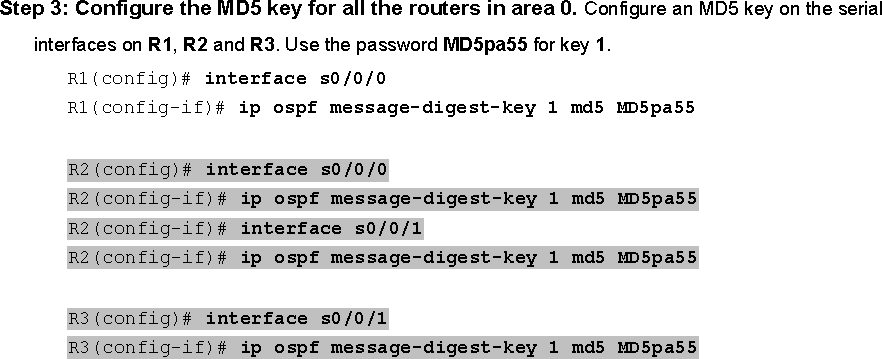 Step 3: Configure the MD5 key for all the routers in area 0. Configure an MD5 key on the serial
interfaces on R1, R2 and R3. Use the password MD5pa55 for key 1.
R1(config)# interface s0/0/0
R1(config-if)# ip ospf message-digest-key 1 md5 MD5pa55
R2(config)# interface s0/0/0
R2(config-if)# ip ospf message-digest-key 1 md5 MD5pa55
R2(config-if)# interface s0/0/1
R2(config-if)# ip ospf message-digest-key 1 md5 MD5pa55
R3(config)# interface s0/0/1
R3(config-if)# ip ospf message-digest-key 1 md5 MD5pa55